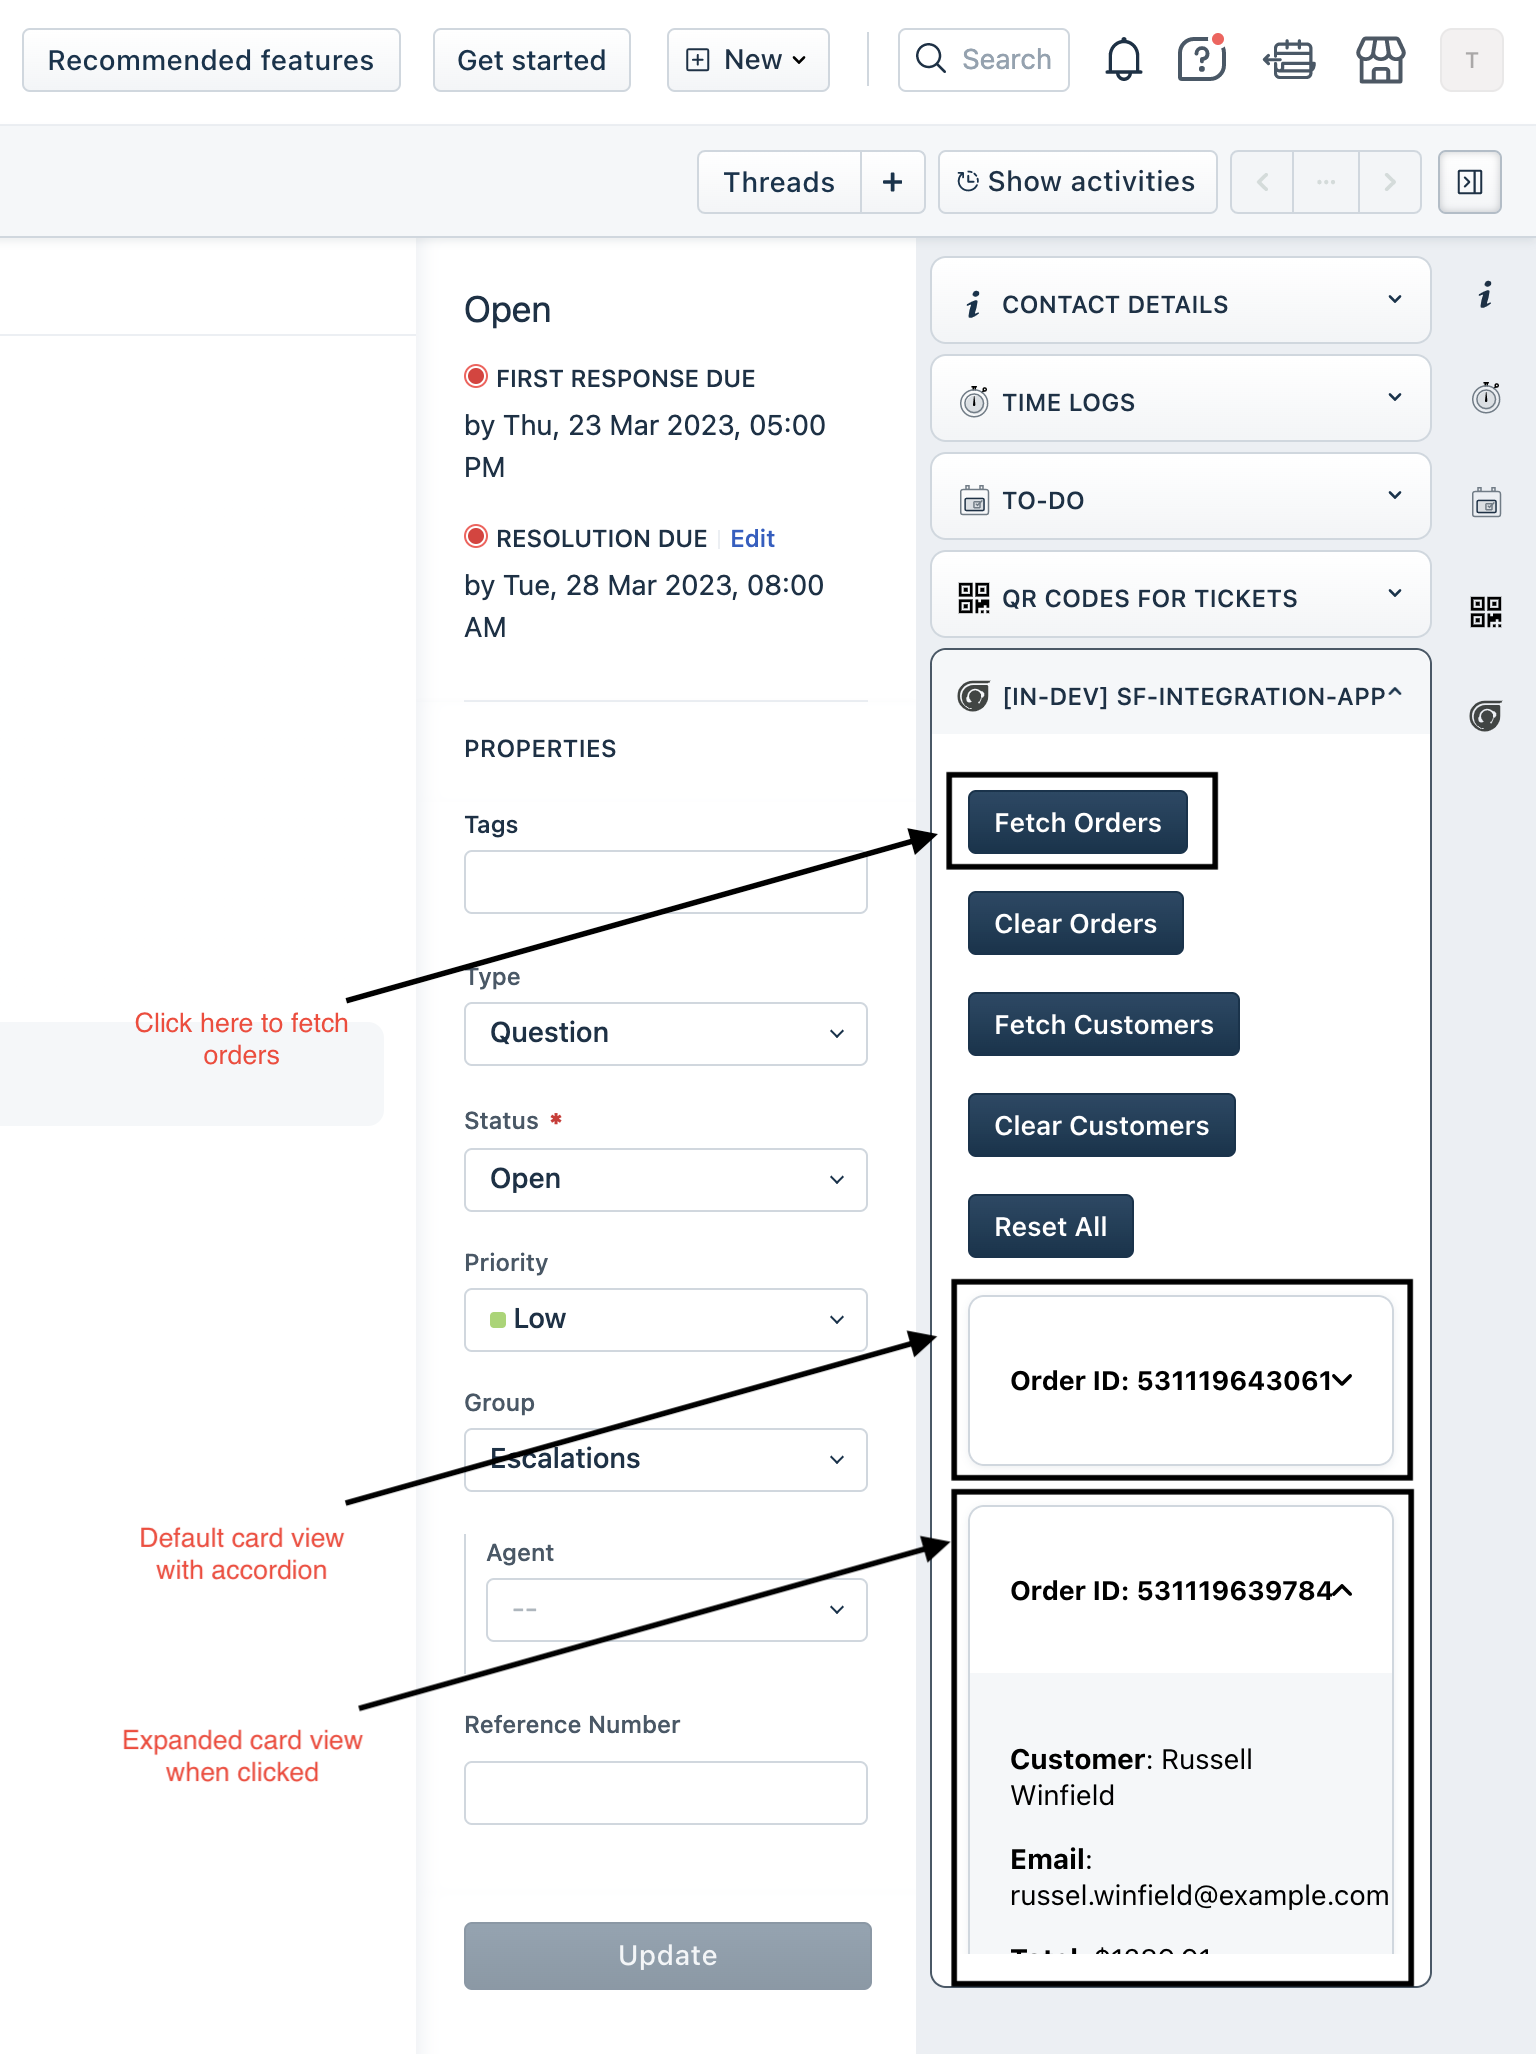 Recommended features
Get started
New
Search
T
Threads
+
Show activities
Open
FIRST RESPONSE DUE
by Thu, 23 Mar 2023, 05:00
PM
RESOLUTION DUE
Edit
by Tue, 28 Mar 2023, 08:00
AM
PROPERTIES
Tags
Type
Question
Status *
Open
Priority
Low
Group
Escalations
Agent
--
Reference Number
Update
Click here to fetch
orders
Default card view
with accordion
Expanded card view
when clicked
CONTACT DETAILS
TIME LOGS
TO-DO
QR CODES FOR TICKETS
[IN-DEV] SF-INTEGRATION-APP
Fetch Orders
Clear Orders
Fetch Customers
Clear Customers
Reset All
Order ID: 531119643061
Order ID: 531119639784
Customer: Russell
Winfield
Email:
russel.winfield@example.com